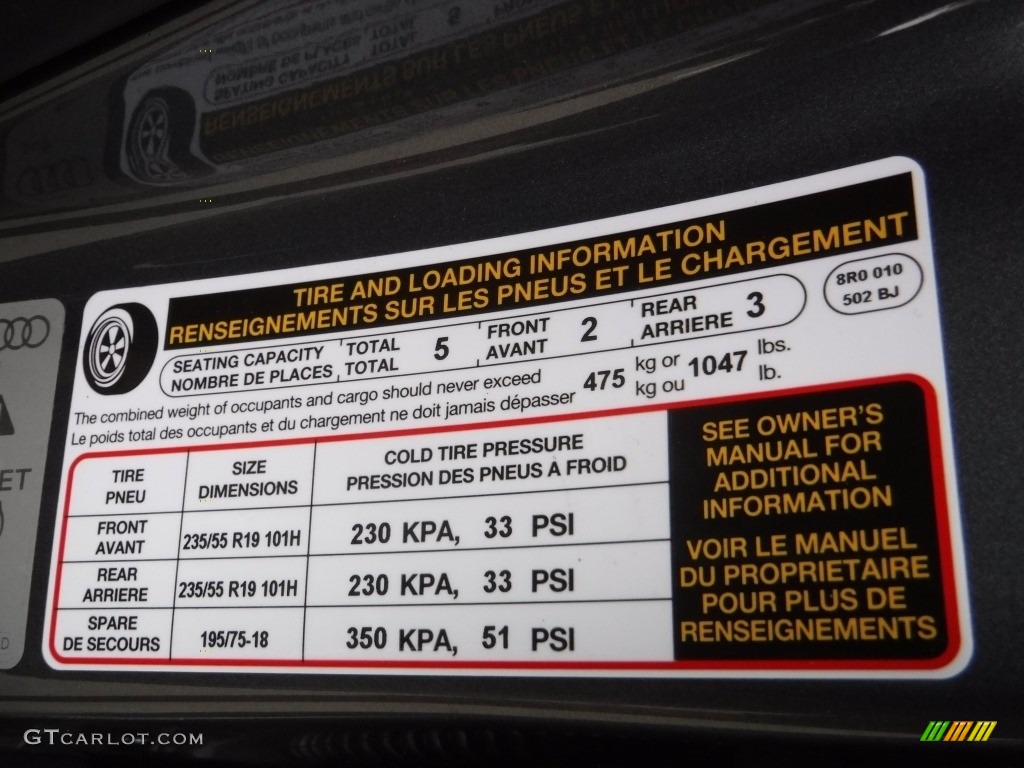 TIRE AND LOADING INFORMATION
RENSEIGNEMENTS SUR LES PNEUS ET LE CHARGEMENT
8R0 010
502 BJ
SEATING CAPACITY TOTAL 5 FRONT 2 REAR 3
NOMBRE DE PLACES TOTAL AVANT ARRIERE
The combined weight of occupants and cargo should never exceed 475 kg or 1047 lbs.
Le poids total des occupants et du chargement ne doit jamais dépasser kg ou lb.
TIRE SIZE COLD TIRE PRESSURE
PNEU DIMENSIONS PRESSION DES PNEUS A FROID
FRONT
AVANT 235/55 R19 101H 230 KPA, 33 PSI
REAR
ARRIERE 235/55 R19 101H 230 KPA, 33 PSI
SPARE
DE SECOURS 195/75-18 350 KPA, 51 PSI
SEE OWNER'S
MANUAL FOR
ADDITIONAL
INFORMATION
VOIR LE MANUEL
DU PROPRIETAIRE
POUR PLUS DE
RENSEIGNEMENTS
ET
D
GTCARLOT.COM